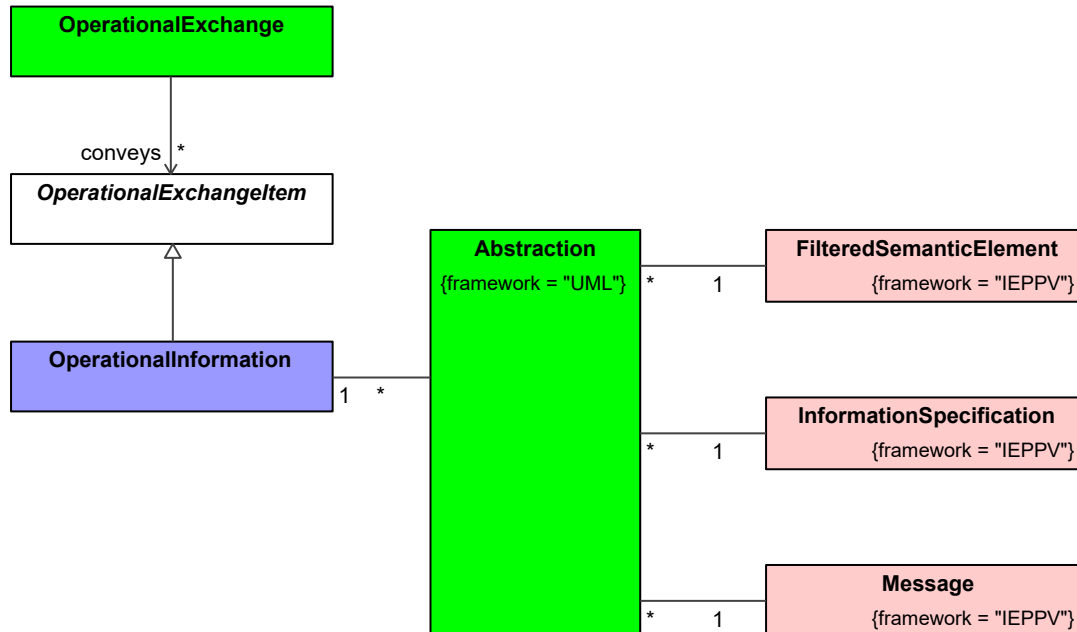 OperationalExchange
conveys *
OperationalExchangeItem
OperationalInformation
1 *
Abstraction
{framework = "UML"}
* 1
FilteredSemanticElement
{framework = "IEPPV"}
* 1
InformationSpecification
{framework = "IEPPV"}
* 1
Message
{framework = "IEPPV"}